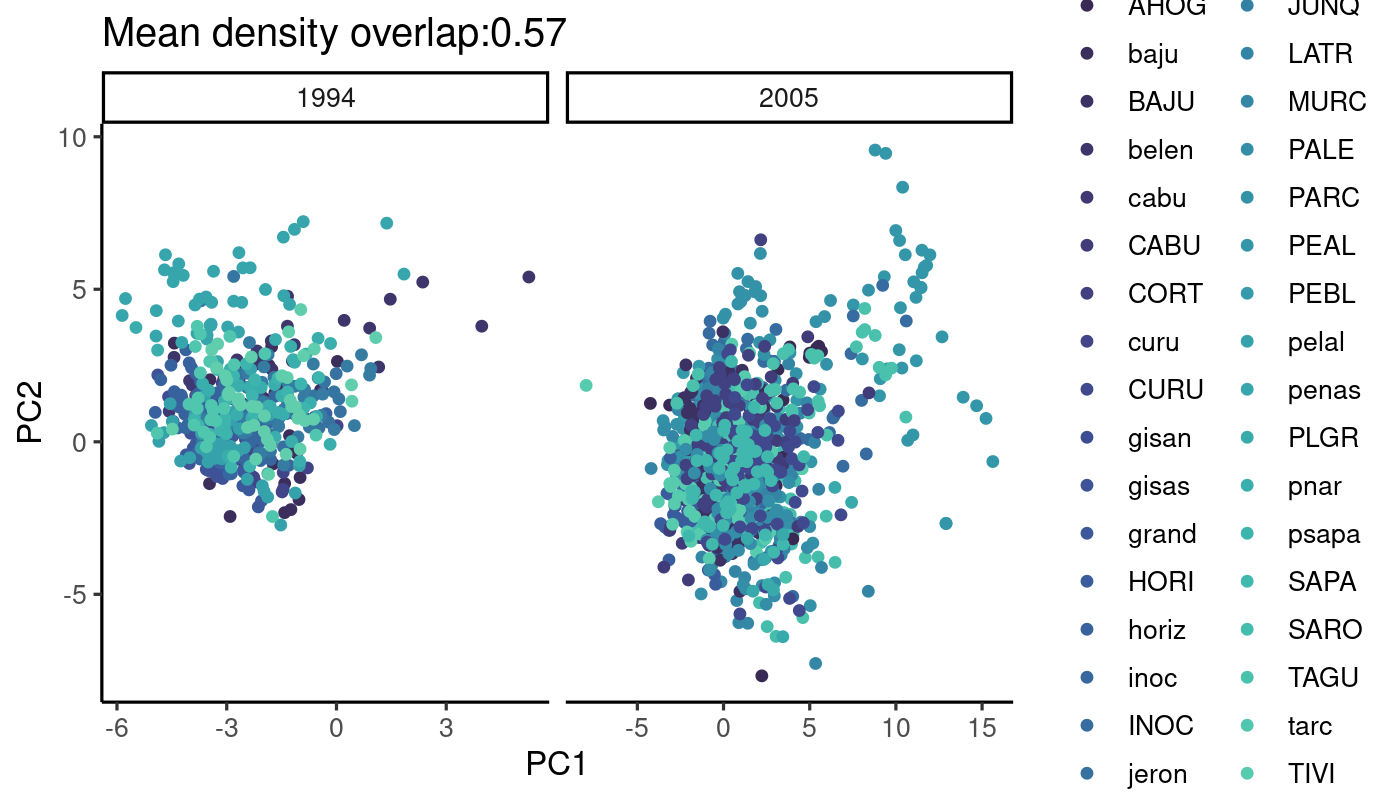 Mean density overlap:0.57
1994
2005
10
5
0
-5
-6
-3
0
3
-5
0
5
10
15
PC1
PC2
AHOG
baju
BAJU
belen
cabu
CABU
CORT
curu
CURU
gisan
gisas
grand
HORI
horiz
inoc
INOC
jeron
JUNQ
LATR
MURC
PALE
PARC
PEAL
PEBL
pelal
penas
PLGR
pnar
psapa
SAPA
SARO
TAGU
tarc
TIVI